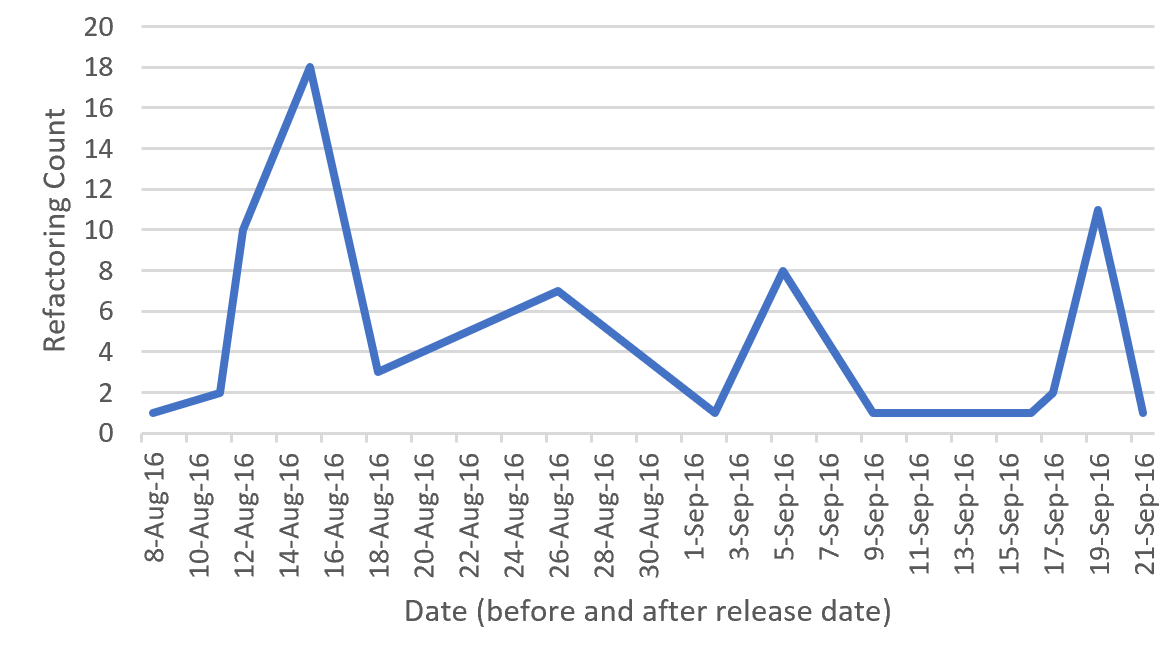 20
18
16
14
12
10
8
6
4
2
0
Refactoring Count
8-Aug-16
10-Aug-16
12-Aug-16
14-Aug-16
16-Aug-16
18-Aug-16
20-Aug-16
22-Aug-16
24-Aug-16
26-Aug-16
28-Aug-16
30-Aug-16
1-Sep-16
3-Sep-16
5-Sep-16
7-Sep-16
9-Sep-16
11-Sep-16
13-Sep-16
15-Sep-16
17-Sep-16
19-Sep-16
21-Sep-16
Date (before and after release date)